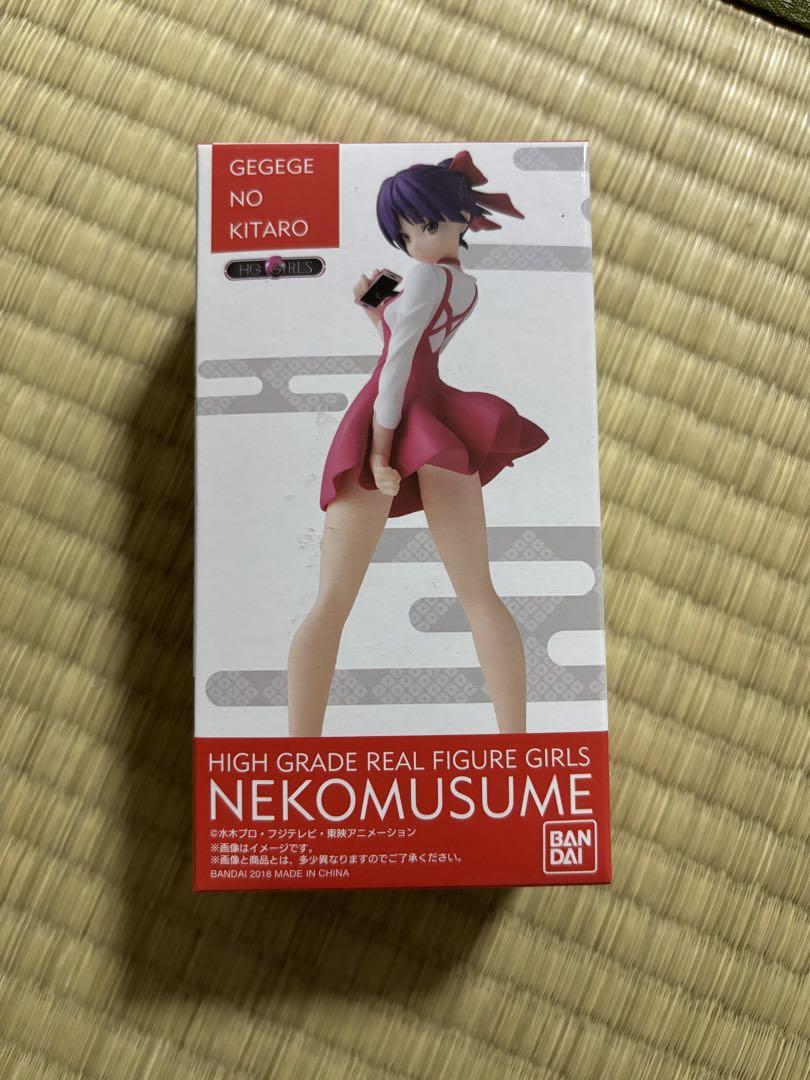 GEGEGE
NO
KITARO
HG GIRLS
HIGH GRADE REAL FIGURE GIRLS
NEKOMUSUME
©水木プロ・フジテレビ・東映アニメーション
※画像はイメージです。
※画像と商品とは、多少異なりますのでご了承ください。
BANDAI 2018 MADE IN CHINA
BAN
DAI